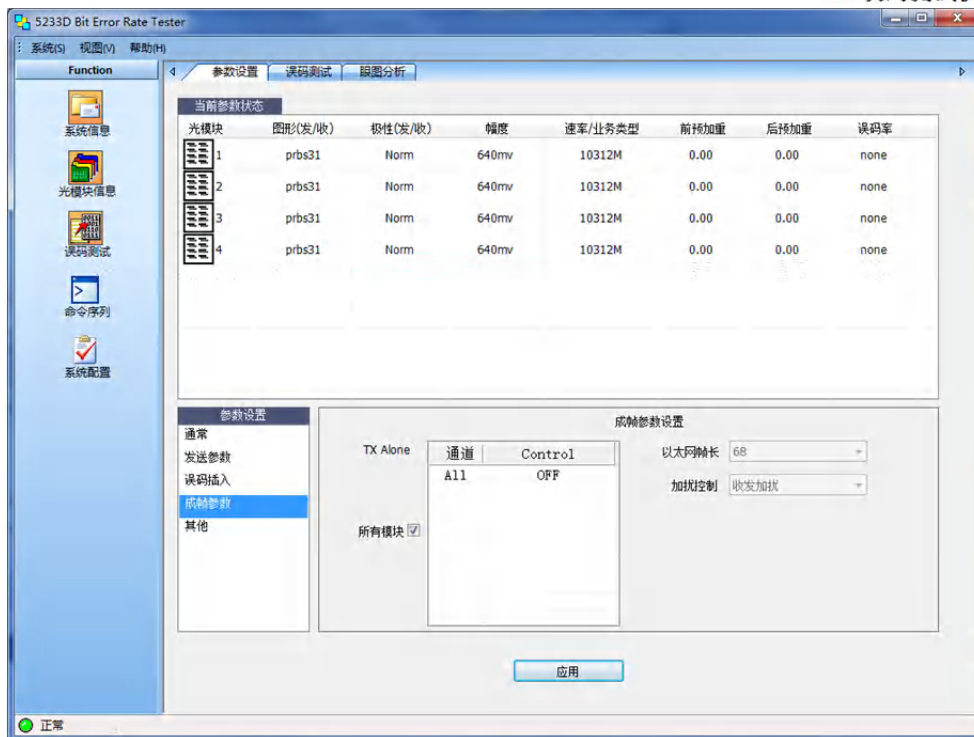 5233D Bit Error Rate Tester
系统(S) 视图(V) 帮助(H)
Function
系统信息
光模块信息
误码测试
命令序列
系统配置
参数设置 误码测试 眼图分析
当前参数状态
光模块 图形(发/收) 极性(发/收) 幅度 速率/业务类型 前预加重 后预加重 误码率
1 prbs31 Norm 640mv 10312M 0.00 0.00 none
2 prbs31 Norm 640mv 10312M 0.00 0.00 none
3 prbs31 Norm 640mv 10312M 0.00 0.00 none
4 prbs31 Norm 640mv 10312M 0.00 0.00 none
参数设置
通常
发送参数
误码插入
成帧参数
其他
成帧参数设置
TX Alone 通道 Control 以太网帧长 68
All OFF 加扰控制 收发加扰
所有模块
应用
正常